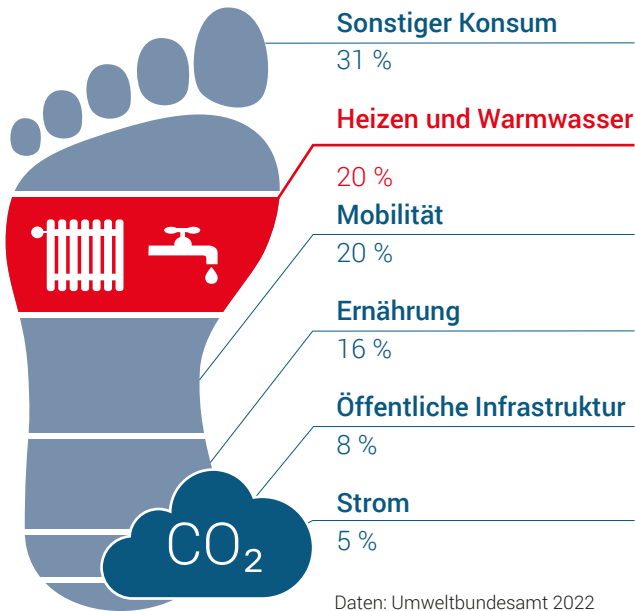 Sonstiger Konsum
31 %
Heizen und Warmwasser
20 %
Mobilität
20 %
Ernährung
16 %
Öffentliche Infrastruktur
8 %
Strom
5 %
CO₂
Daten: Umweltbundesamt 2022